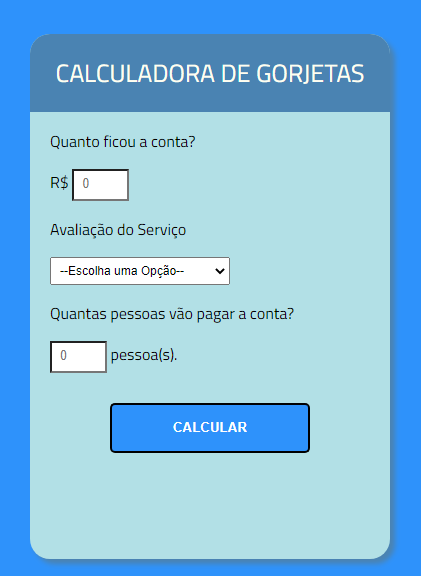 CALCULADORA DE GORJETAS
Quanto ficou a conta?
R$ 0
Avaliação do Serviço
--Escolha uma Opção--
Quantas pessoas vão pagar a conta?
0 pessoa(s).
CALCULAR